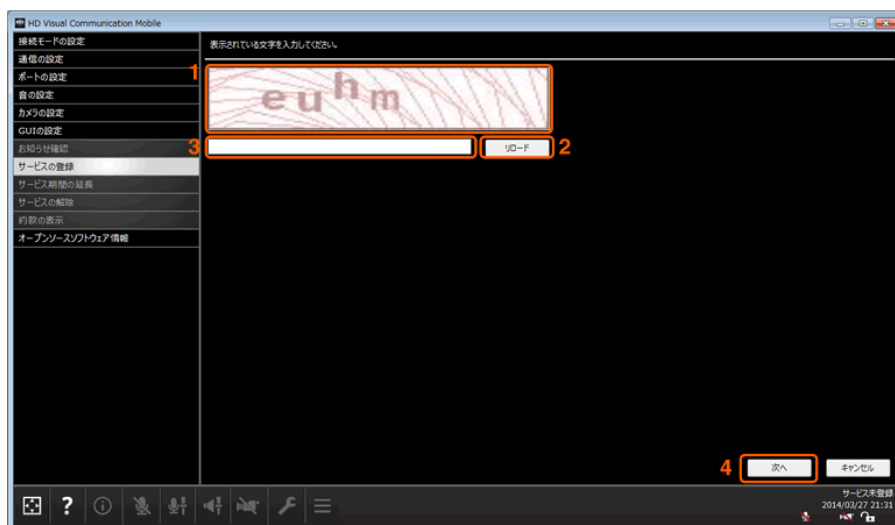 HD Visual Communication Mobile
接続モードの設定
通信の設定
ポートの設定
音の設定
カメラの設定
GUIの設定
お知らせ確認
サービスの登録
サービス期間の延長
サービスの解除
約款の表示
オープンソースソフトウェア情報
表示されている文字を入力してください。
1
euhm
3
リロード
2
4
次へ
キャンセル
?
サービス未登録
2014/03/27 21:31